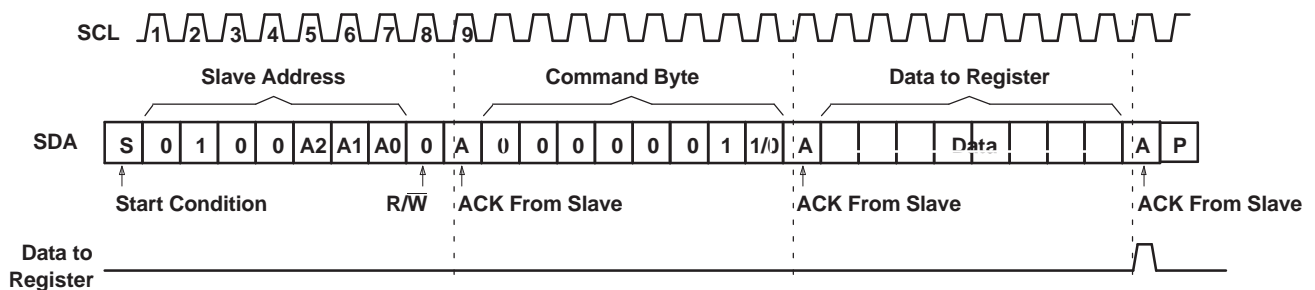 SCL 1 2 3 4 5 6 7 8 9
Slave Address Command Byte Data to Register
SDA S 0 1 0 0 A2 A1 A0 0 A 0 0 0 0 0 0 1 1/0 A Data A P
Start Condition R/W̅ ACK From Slave ACK From Slave ACK From Slave
Data to
Register